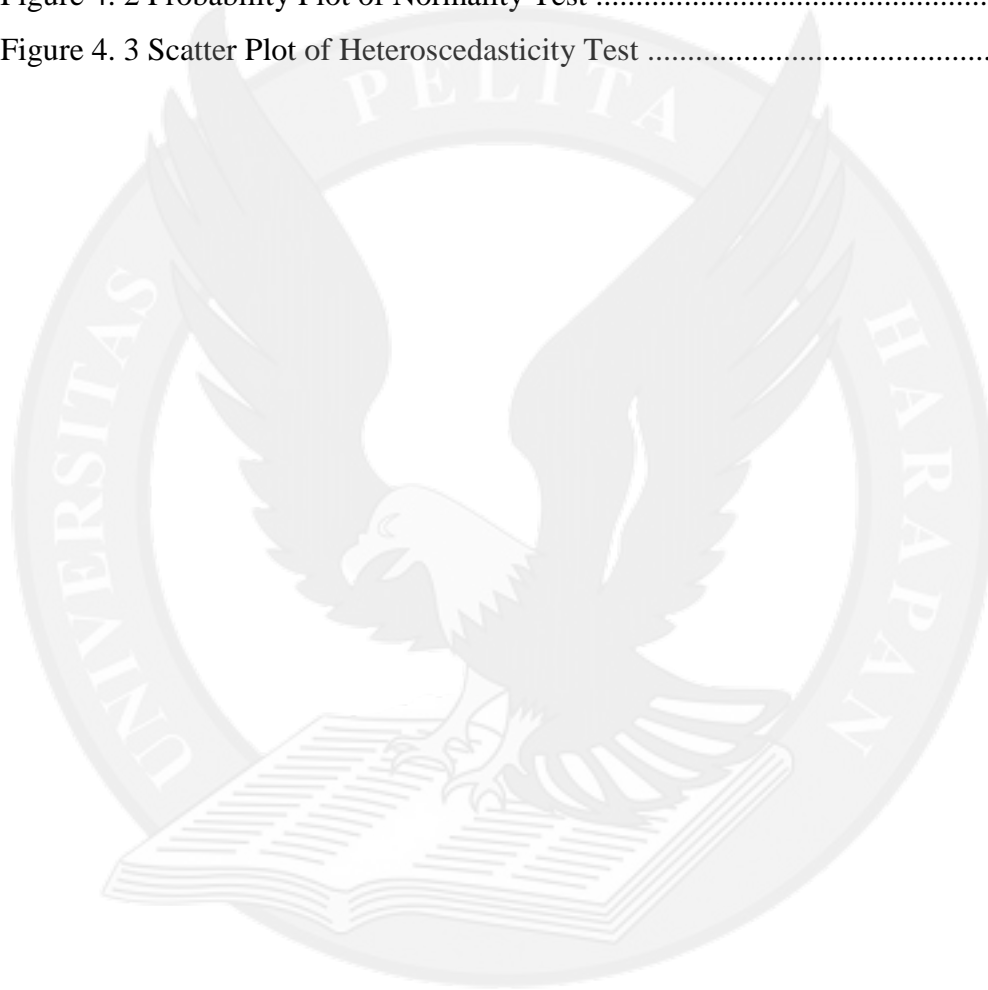 Figure 4. 2 Probability Plot of Normality Test ................................................
Figure 4. 3 Scatter Plot of Heteroscedasticity Test ..........................................
UNIVERSITAS PELITA HARAPAN